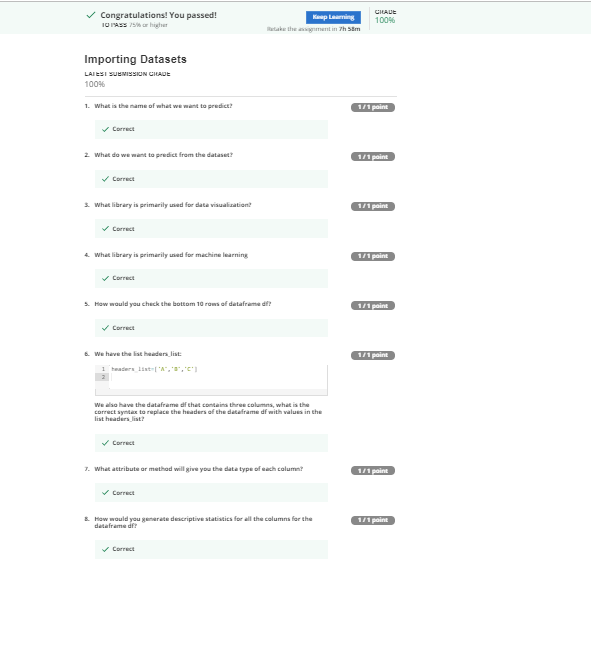 Congratulations! You passed!
TO PASS 75% or higher
Keep Learning
GRADE
100%
Retake the assignment in 7h 58m
Importing Datasets
LATEST SUBMISSION GRADE
100%
1. What is the name of what we want to predict?
1 / 1 point
Correct
2. What do we want to predict from the dataset?
1 / 1 point
Correct
3. What library is primarily used for data visualization?
1 / 1 point
Correct
4. What library is primarily used for machine learning
1 / 1 point
Correct
5. How would you check the bottom 10 rows of dataframe df?
1 / 1 point
Correct
6. We have the list headers_list:
1 / 1 point
1 headers_list=['A','B','C']
2
We also have the dataframe df that contains three columns, what is the
correct syntax to replace the headers of the dataframe df with values in the
list headers_list?
Correct
7. What attribute or method will give you the data type of each column?
1 / 1 point
Correct
8. How would you generate descriptive statistics for all the columns for the
dataframe df?
1 / 1 point
Correct